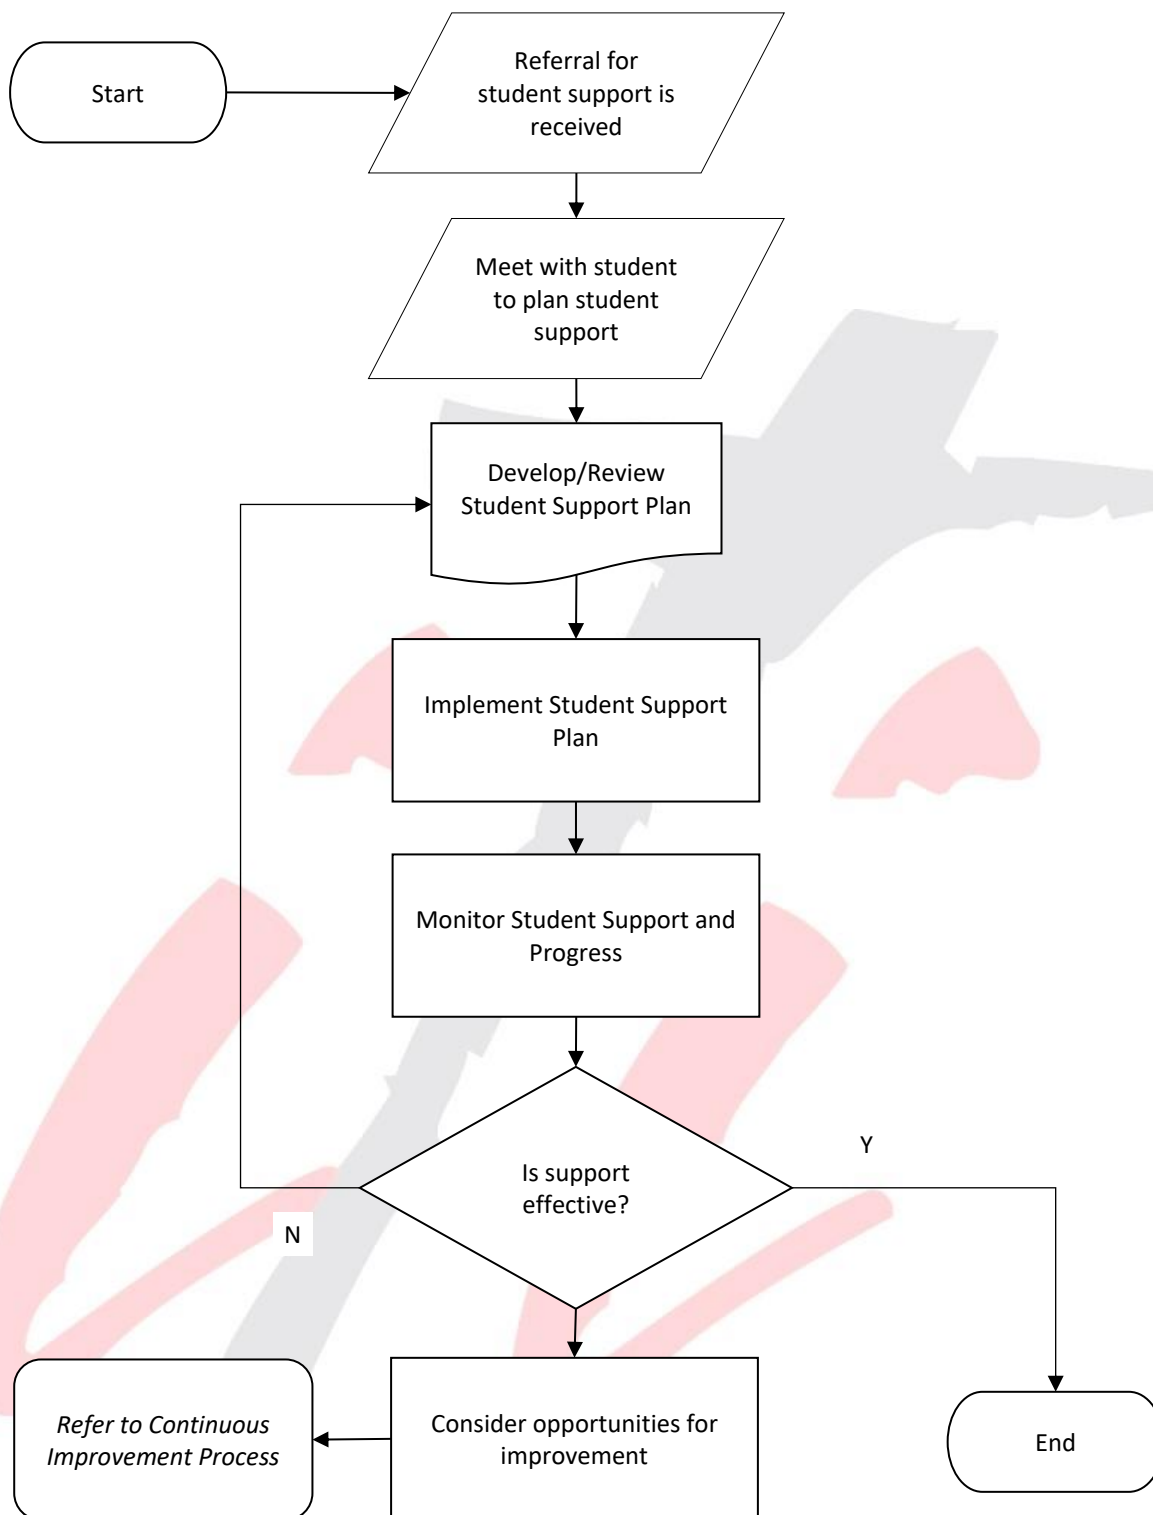 Start
Referral for
student support is
received
Meet with student
to plan student
support
Develop/Review
Student Support Plan
Implement Student Support
Plan
Monitor Student Support and
Progress
Is support
effective?
Y
N
Refer to Continuous
Improvement Process
Consider opportunities for
improvement
End